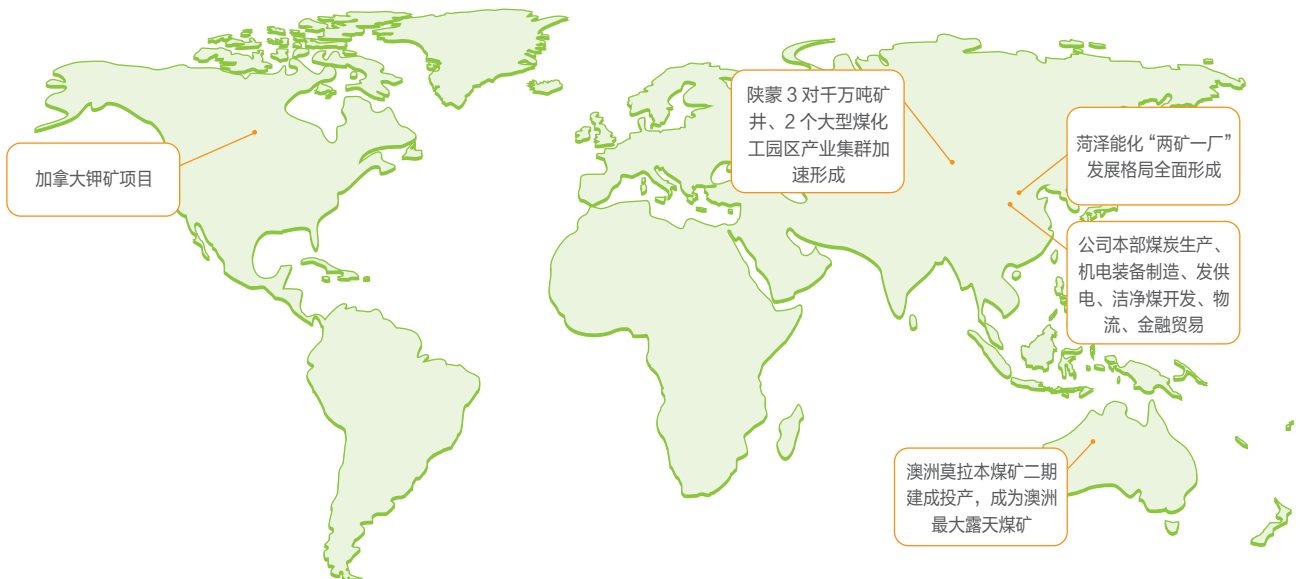 加拿大钾矿项目
陕蒙 3 对千万吨矿
井、2 个大型煤化
工园区产业集群加
速形成
菏泽能化“两矿一厂”
发展格局全面形成
公司本部煤炭生产、
机电装备制造、发供
电、洁净煤开发、物
流、金融贸易
澳洲莫拉本煤矿二期
建成投产，成为澳洲
最大露天煤矿